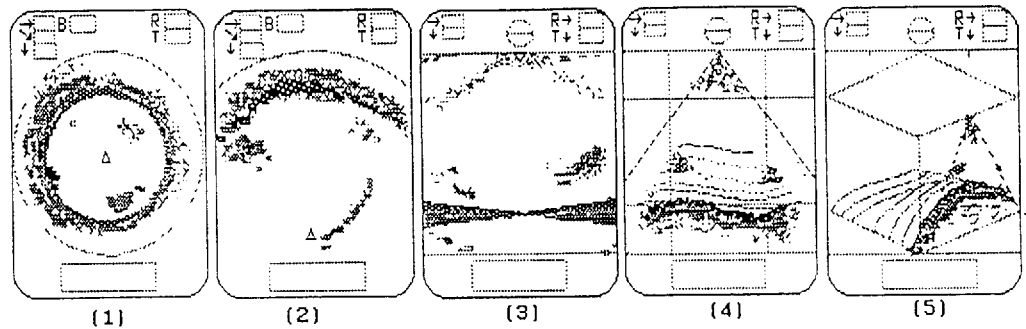 → B R
↓ T
→ R
↓ T
→ R→
↓ T↓
→ R→
↓ T↓
→ R→
↓ T↓
(1) (2) (3) (4) (5)